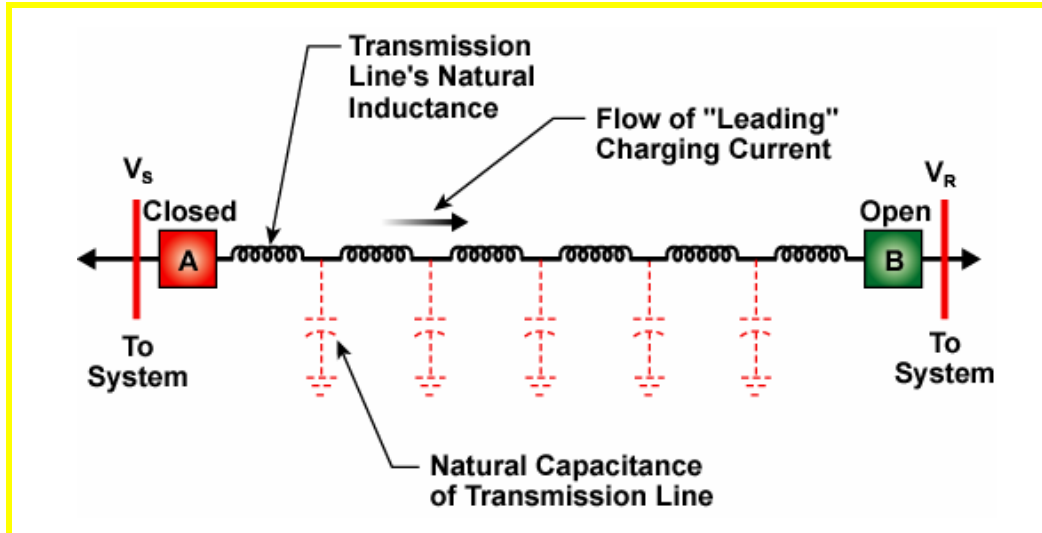 Transmission
Line's Natural
Inductance
Flow of "Leading"
Charging Current
VS
Closed
A
To
System
VR
Open
B
To
System
Natural Capacitance
of Transmission Line